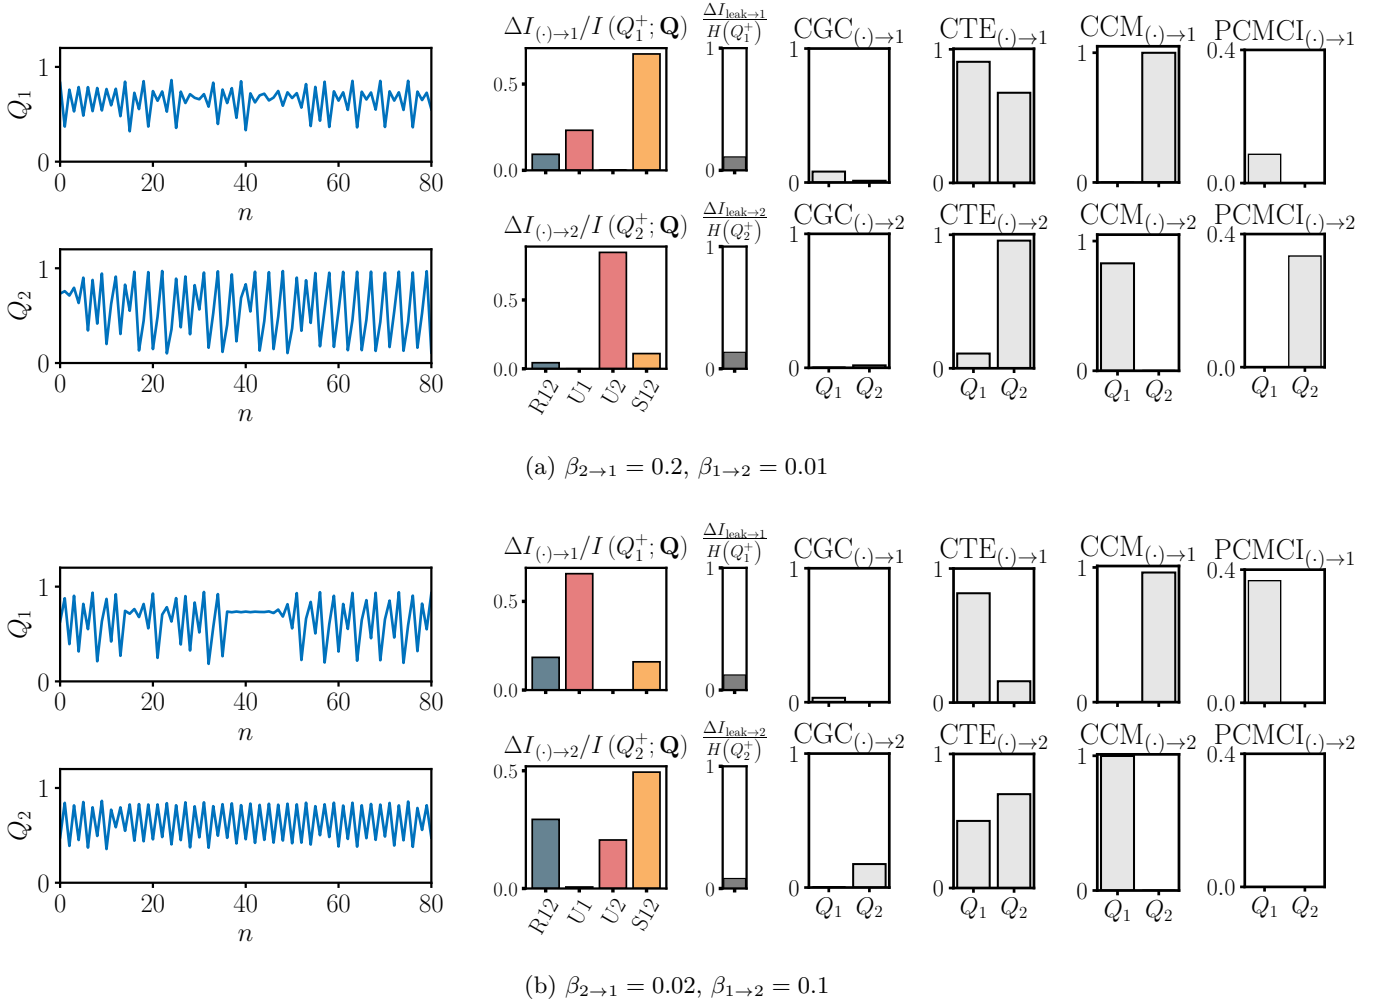 ΔI₍.₎→1/I (Q₁⁺; Q) ΔI_leak→1/H(Q₁⁺) CGC₍.₎→1 CTE₍.₎→1 CCM₍.₎→1 PCMCI₍.₎→1
Q₁ 1 0
0 20 40 60 80
n
0.5 0.0
1 0
1 0
1 0
1 0
0.4 0.0
ΔI₍.₎→2/I (Q₂⁺; Q) ΔI_leak→2/H(Q₂⁺) CGC₍.₎→2 CTE₍.₎→2 CCM₍.₎→2 PCMCI₍.₎→2
Q₂ 1 0
0 20 40 60 80
n
0.5 0.0
R12 U1 U2 S12
1 0
1 0
Q₁ Q₂
1 0
Q₁ Q₂
1 0
Q₁ Q₂
0.4 0.0
Q₁ Q₂
(a) β₂→₁ = 0.2, β₁→₂ = 0.01
ΔI₍.₎→1/I (Q₁⁺; Q) ΔI_leak→1/H(Q₁⁺) CGC₍.₎→1 CTE₍.₎→1 CCM₍.₎→1 PCMCI₍.₎→1
Q₁ 1 0
0 20 40 60 80
n
0.5 0.0
1 0
1 0
1 0
1 0
0.4 0.0
ΔI₍.₎→2/I (Q₂⁺; Q) ΔI_leak→2/H(Q₂⁺) CGC₍.₎→2 CTE₍.₎→2 CCM₍.₎→2 PCMCI₍.₎→2
Q₂ 1 0
0 20 40 60 80
n
0.5 0.0
R12 U1 U2 S12
1 0
1 0
Q₁ Q₂
1 0
Q₁ Q₂
1 0
Q₁ Q₂
0.4 0.0
Q₁ Q₂
(b) β₂→₁ = 0.02, β₁→₂ = 0.1